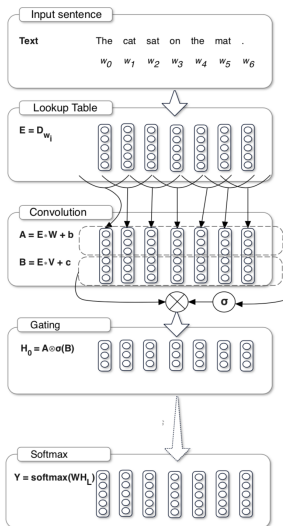 Input sentence
Text The cat sat on the mat .
w0 w1 w2 w3 w4 w5 w6
Lookup Table
E = Dwi
Convolution
A = E∗W + b
B = E∗V + c
σ
Gating
H0 = A⊗σ(B)
Softmax
Y = softmax(WHL)